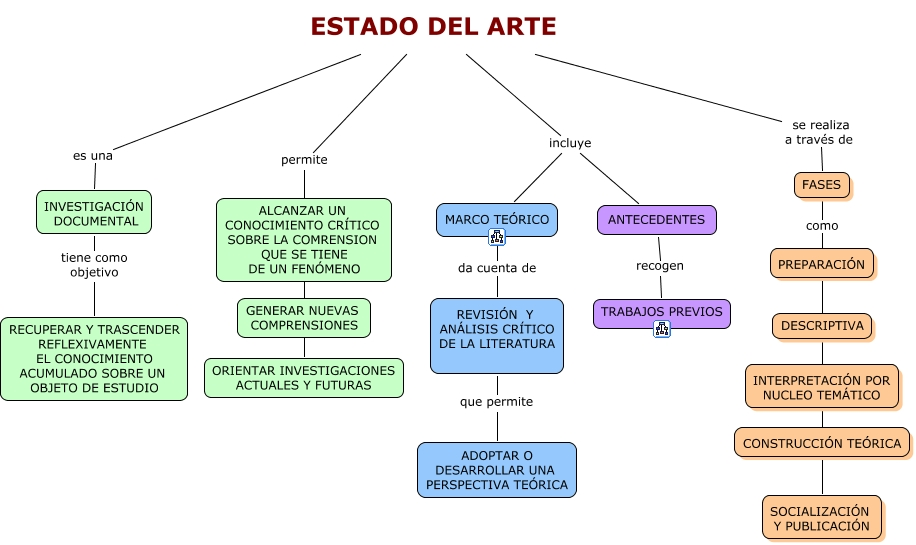 ESTADO DEL ARTE
es una
INVESTIGACIÓN
DOCUMENTAL
tiene como
objetivo
RECUPERAR Y TRASCENDER
REFLEXIVAMENTE
EL CONOCIMIENTO
ACUMULADO SOBRE UN
OBJETO DE ESTUDIO
permite
ALCANZAR UN
CONOCIMIENTO CRÍTICO
SOBRE LA COMRENSION
QUE SE TIENE
DE UN FENÓMENO
GENERAR NUEVAS
COMPRENSIONES
ORIENTAR INVESTIGACIONES
ACTUALES Y FUTURAS
incluye
MARCO TEÓRICO
da cuenta de
REVISIÓN Y
ANÁLISIS CRÍTICO
DE LA LITERATURA
que permite
ADOPTAR O
DESARROLLAR UNA
PERSPECTIVA TEÓRICA
ANTECEDENTES
recogen
TRABAJOS PREVIOS
se realiza
a través de
FASES
como
PREPARACIÓN
DESCRIPTIVA
INTERPRETACIÓN POR
NUCLEO TEMÁTICO
CONSTRUCCIÓN TEÓRICA
SOCIALIZACIÓN
Y PUBLICACIÓN